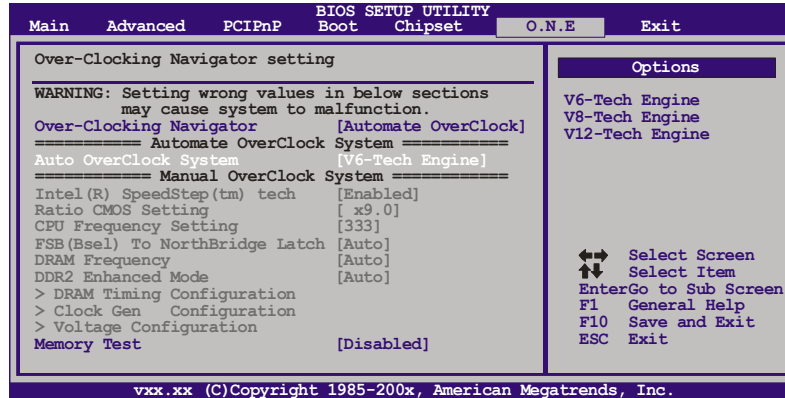 BIOS SETUP UTILITY
Main Advanced PCIPnP Boot Chipset O.N.E Exit
Over-Clocking Navigator setting
WARNING: Setting wrong values in below sections
may cause system to malfunction.
Over-Clocking Navigator [Automate OverClock]
=========== Automate OverClock System ===========
Auto OverClock System [V6-Tech Engine]
============ Manual OverClock System ============
Intel(R) SpeedStep(tm) tech [Enabled]
Ratio CMOS Setting [ x9.0]
CPU Frequency Setting [333]
FSB(Bsel) To NorthBridge Latch [Auto]
DRAM Frequency [Auto]
DDR2 Enhanced Mode [Auto]
> DRAM Timing Configuration
> Clock Gen Configuration
> Voltage Configuration
Memory Test [Disabled]
Options
V6-Tech Engine
V8-Tech Engine
V12-Tech Engine
Select Screen
Select Item
EnterGo to Sub Screen
F1 General Help
F10 Save and Exit
ESC Exit
vxx.xx (C)Copyright 1985-200x, American Megatrends, Inc.